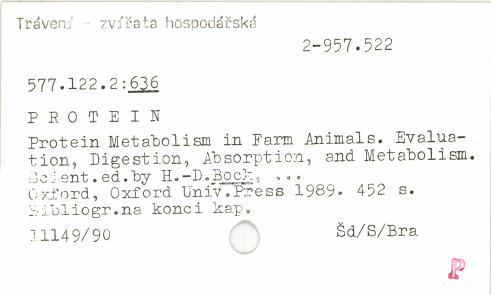 Trávení - zvířata hospodářská
2-957.522
577.122.2:636
P R O T E I N
Protein Metabolism in Farm Animals. Evalua-
tion, Digestion, Absorption, and Metabolism.
Scient.ed.by H.-D.Bock, ...
Oxford, Oxford Univ.Press 1989. 452 s.
Bibliogr.na konci kap.
11149/90
Šd/S/Bra
P